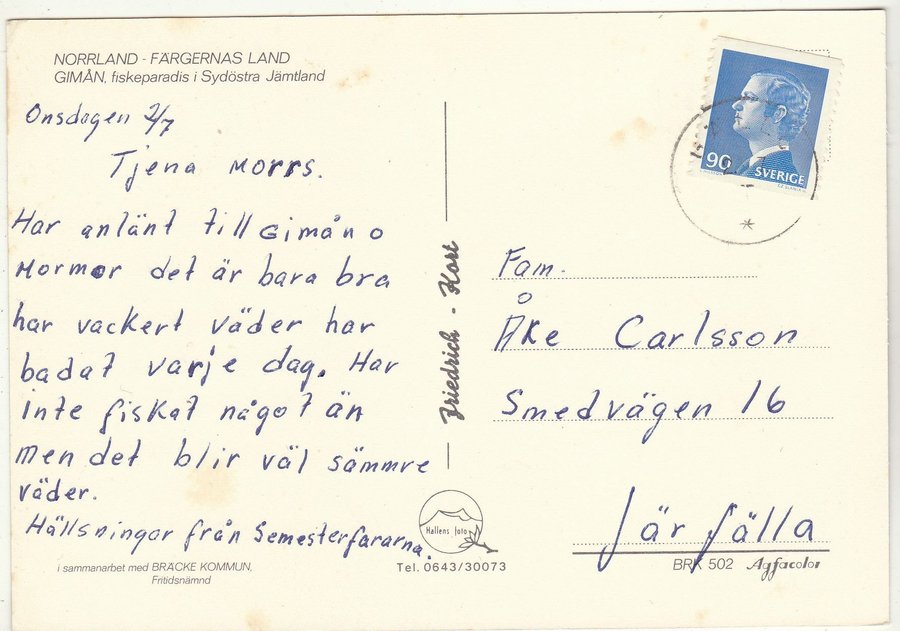 NORRLAND - FÄRGERNAS LAND
GIMÅN, fiskeparadis i Sydöstra Jämtland
Onsdagen 2/7
Tjena Morrs.
Har anlänt till Gimån o
Mormor det är bara bra
har vackert väder har
badat varje dag. Har
inte fiskat något än
men det blir väl sämmre
väder.
Hällsningar från Semesterfararna.
i sammanarbet med BRÄCKE KOMMUN,
Fritidsnämnd
Friedrich - Kort
Hallens foto
Tel. 0643/30073
90
SVERIGE
Fam.
Åke Carlsson
Smedvägen 16
Järfälla
BRK 502 Agfacolor